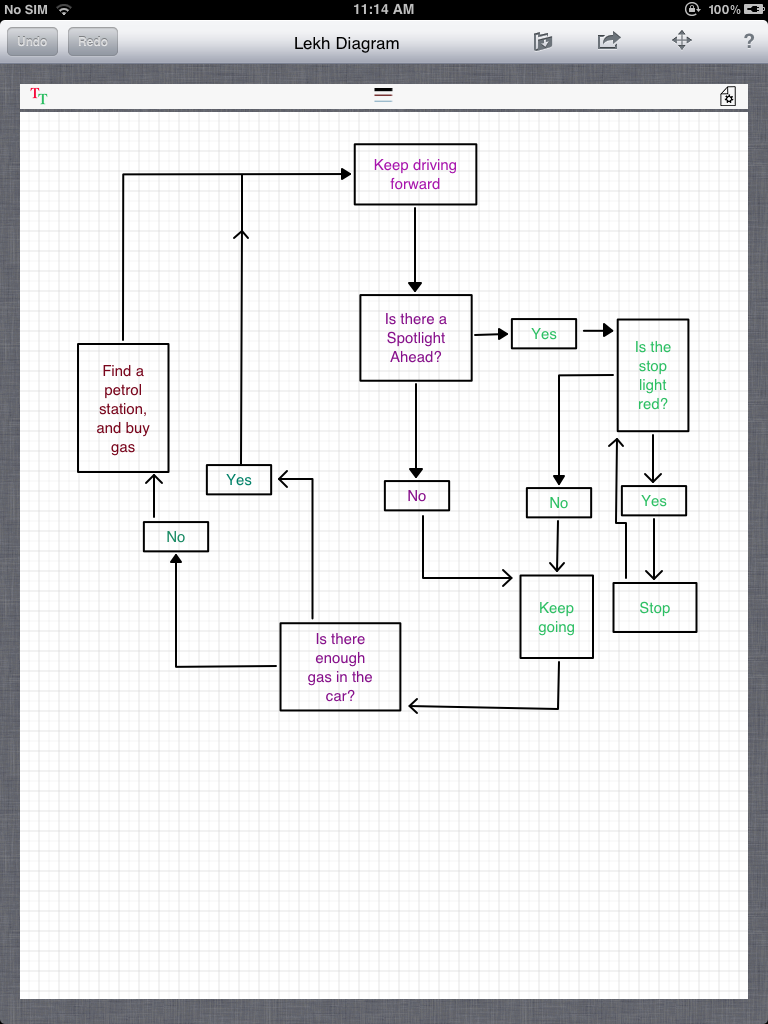 No SIM
11:14 AM
100%
Undo
Redo
Lekh Diagram
?
TT
Keep driving
forward
Is there a
Spotlight
Ahead?
Yes
Is the
stop
light
red?
Find a
petrol
station,
and buy
gas
Yes
No
No
Yes
No
Keep
going
Stop
Is there
enough
gas in the
car?